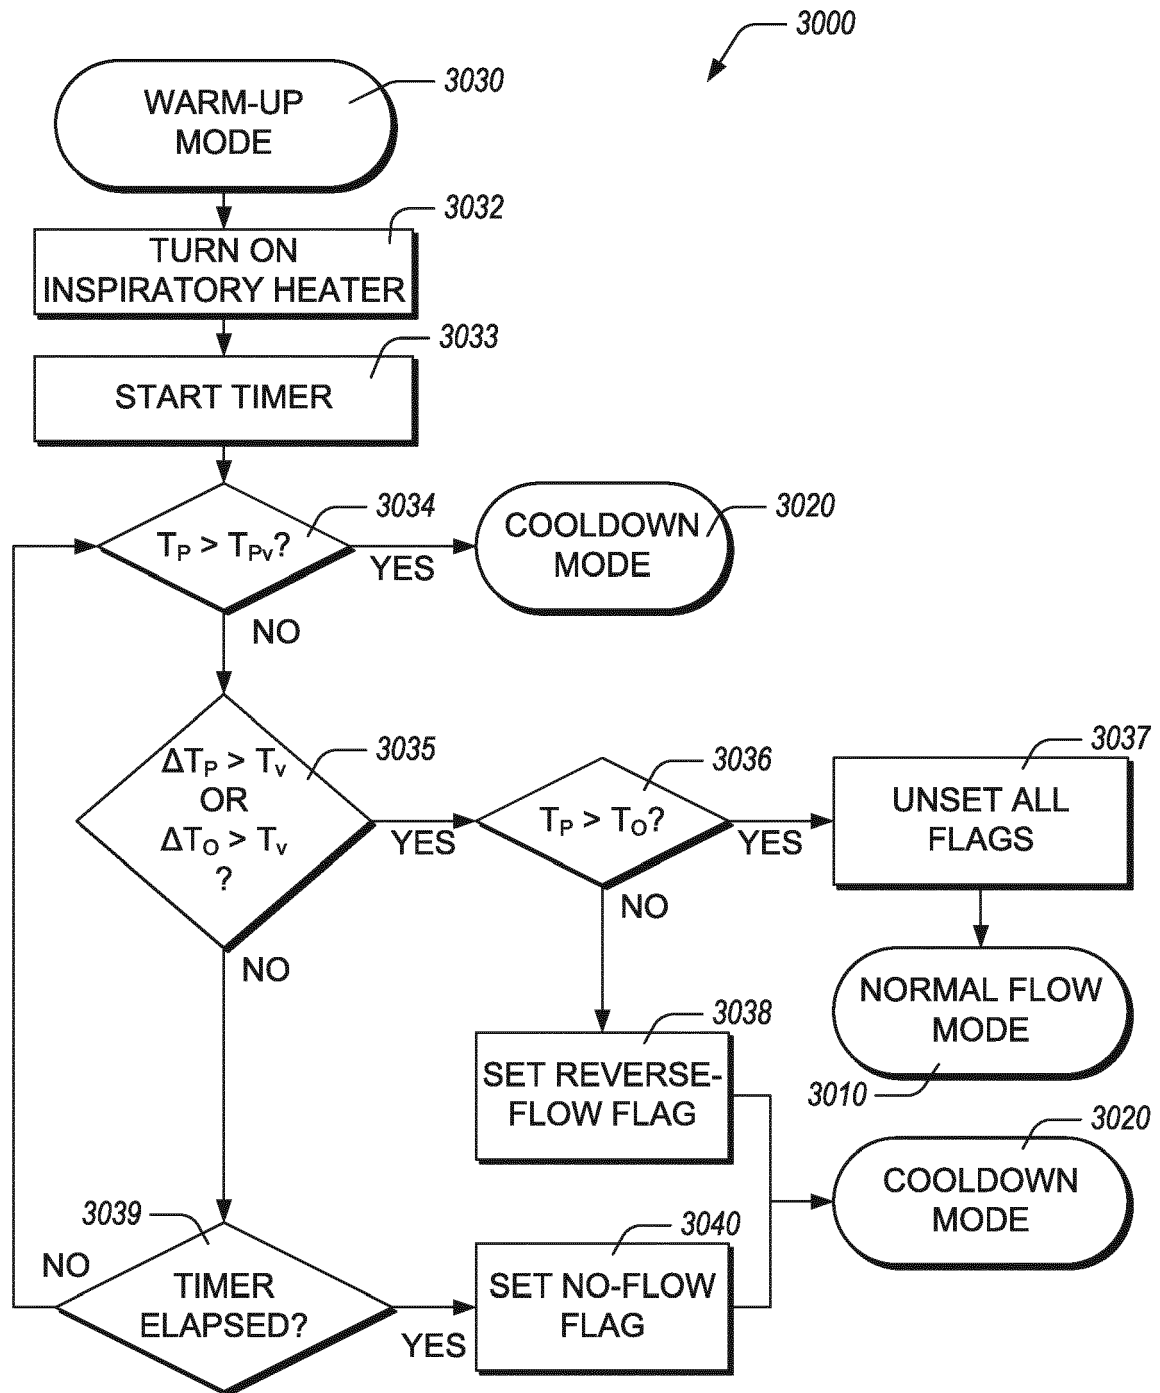 3000
3030
WARM-UP
MODE
3032
TURN ON
INSPIRATORY HEATER
3033
START TIMER
3034
TP > TPv?
YES
NO
3020
COOLDOWN
MODE
3035
ΔTP > Tv
OR
ΔTO > Tv
?
YES
NO
3036
TP > TO?
YES
NO
3037
UNSET ALL
FLAGS
NORMAL FLOW
MODE
3010
3038
SET REVERSE-
FLOW FLAG
3020
COOLDOWN
MODE
3039
NO
TIMER
ELAPSED?
YES
3040
SET NO-FLOW
FLAG